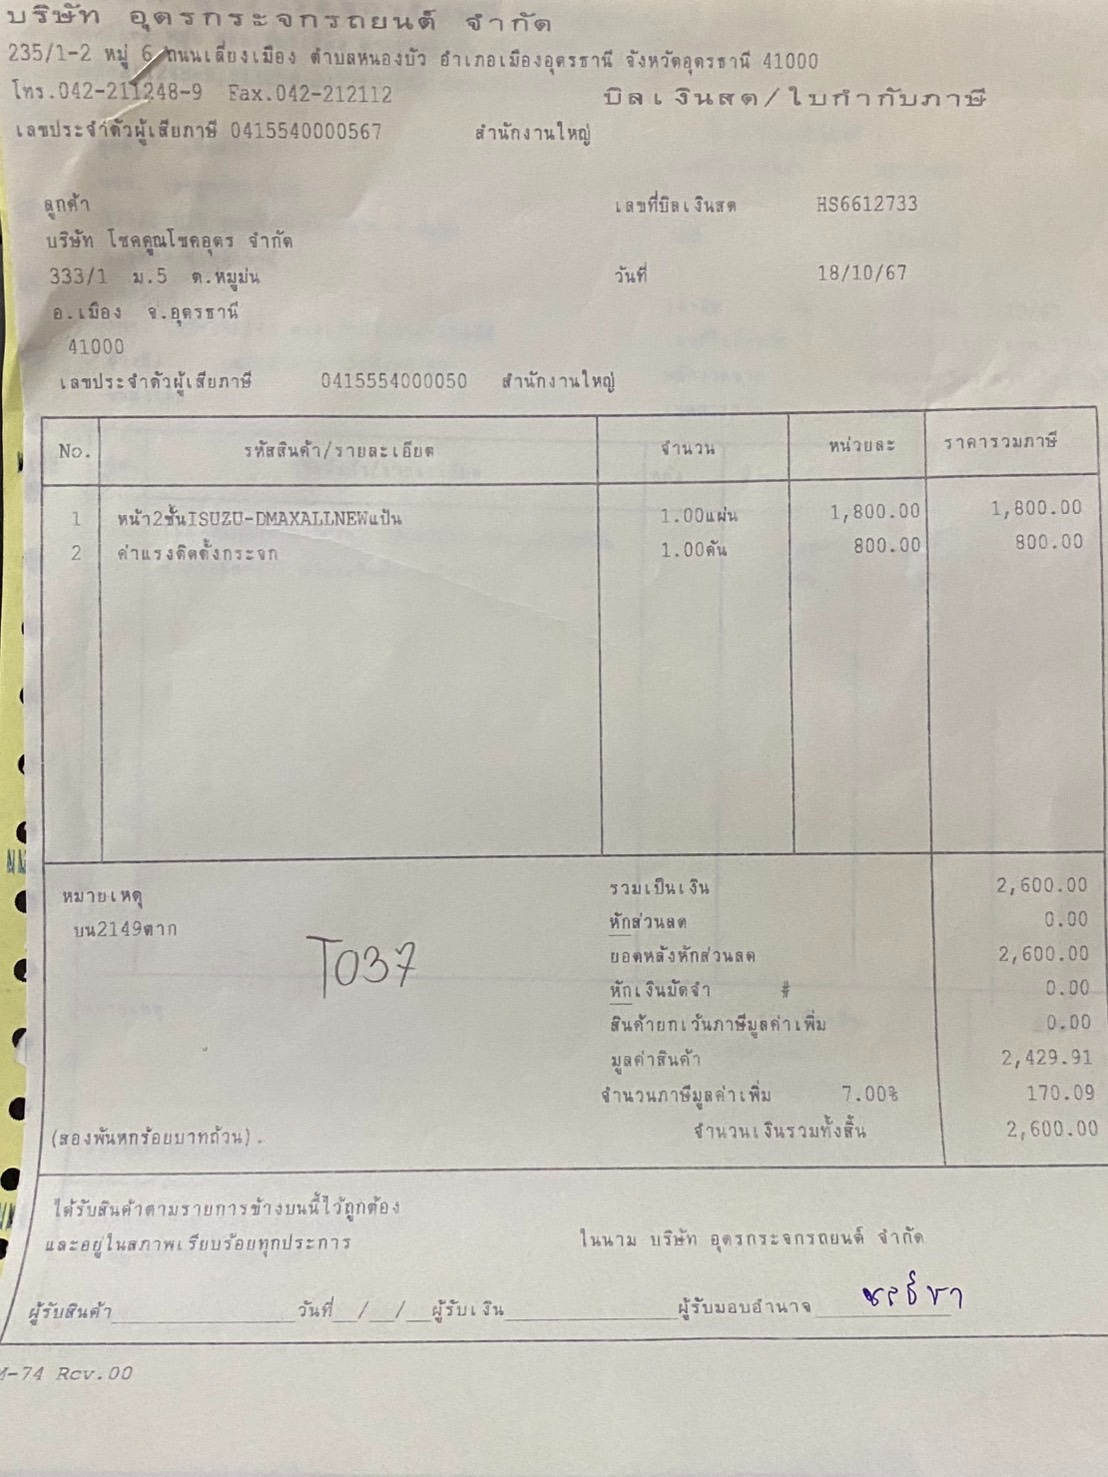 บริษัท อุดรกระจกรถยนต์ จำกัด
235/1-2 หมู่ 6 ถนนเลี่ยงเมือง ตำบลหนองบัว อำเภอเมืองอุดรธานี จังหวัดอุดรธานี 41000
โทร.042-211248-9 Fax.042-212112 บิลเงินสด/ใบกำกับภาษี
เลขประจำตัวผู้เสียภาษี 0415540000567 สำนักงานใหญ่
ลูกค้า เลขที่บิลเงินสด HS6612733
บริษัท โชคคูณโชคอุดร จำกัด
333/1 ม.5 ต.หมูม่น วันที่ 18/10/67
อ.เมือง จ.อุดรธานี
41000
เลขประจำตัวผู้เสียภาษี 0415554000050 สำนักงานใหญ่
No. รหัสสินค้า/รายละเอียด จำนวน หน่วยละ ราคารวมภาษี
1 หน้า2ชั้นISUZU-DMAXALLNEWแป้น 1.00แผ่น 1,800.00 1,800.00
2 ค่าแรงติดตั้งกระจก 1.00คัน 800.00 800.00
หมายเหตุ รวมเป็นเงิน 2,600.00
บน2149ตาก หักส่วนลด 0.00
T037 ยอดหลังหักส่วนลด 2,600.00
หักเงินมัดจำ # 0.00
สินค้ายกเว้นภาษีมูลค่าเพิ่ม 0.00
มูลค่าสินค้า 2,429.91
จำนวนภาษีมูลค่าเพิ่ม 7.00% 170.09
(สองพันหกร้อยบาทถ้วน). จำนวนเงินรวมทั้งสิ้น 2,600.00
ได้รับสินค้าตามรายการข้างบนนี้ไว้ถูกต้อง
และอยู่ในสภาพเรียบร้อยทุกประการ ในนาม บริษัท อุดรกระจกรถยนต์ จำกัด
ผู้รับสินค้า วันที่__/__/__ผู้รับเงิน ผู้รับมอบอำนาจ
-74 Rev.00